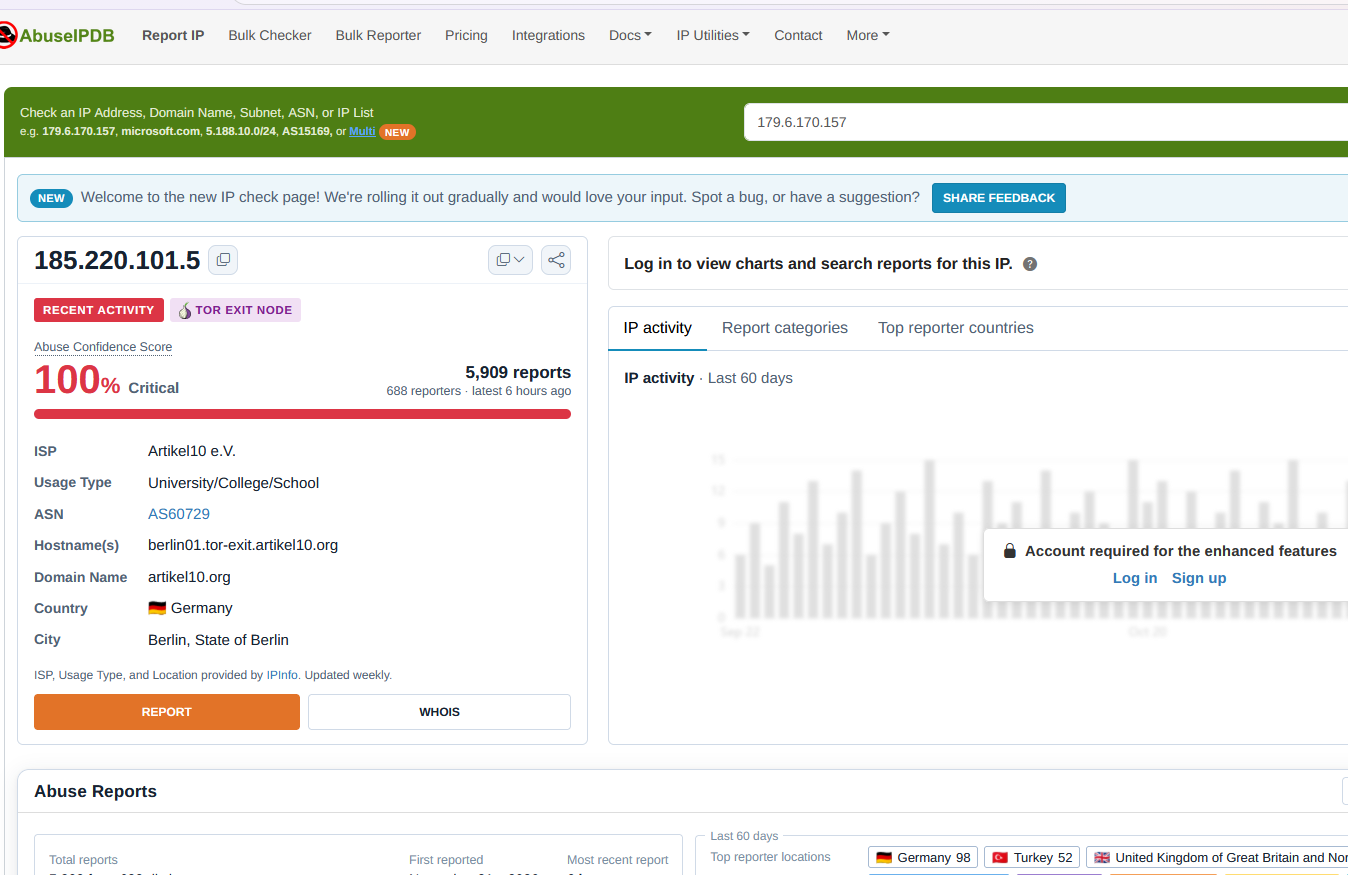 AbuseIPDB Report IP Bulk Checker Bulk Reporter Pricing Integrations Docs IP Utilities Contact More
Check an IP Address, Domain Name, Subnet, ASN, or IP List
e.g. 179.6.170.157, microsoft.com, 5.188.10.0/24, AS15169, or Multi NEW
179.6.170.157
NEW Welcome to the new IP check page! We're rolling it out gradually and would love your input. Spot a bug, or have a suggestion? SHARE FEEDBACK
185.220.101.5
RECENT ACTIVITY TOR EXIT NODE
Abuse Confidence Score
100% Critical
5,909 reports
688 reporters · latest 6 hours ago
ISP Artikel10 e.V.
Usage Type University/College/School
ASN AS60729
Hostname(s) berlin01.tor-exit.artikel10.org
Domain Name artikel10.org
Country Germany
City Berlin, State of Berlin
ISP, Usage Type, and Location provided by IPInfo. Updated weekly.
REPORT WHOIS
Log in to view charts and search reports for this IP. ?
IP activity Report categories Top reporter countries
IP activity · Last 60 days
15
12
9
6
3
0
Sep 22 Oct 20
Account required for the enhanced features
Log in Sign up
Abuse Reports
Total reports First reported Most recent report
Last 60 days
Top reporter locations Germany 98 Turkey 52 United Kingdom of Great Britain and Nor